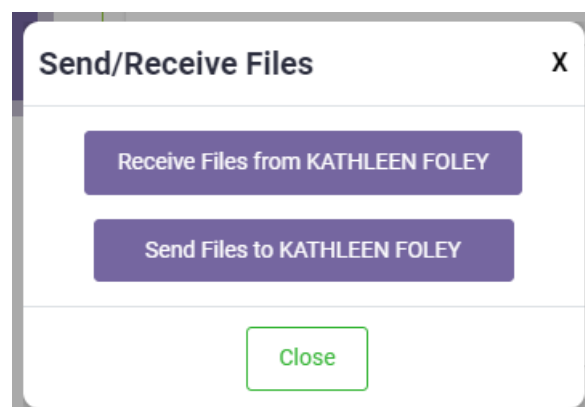 Send/Receive Files X
Receive Files from KATHLEEN FOLEY
Send Files to KATHLEEN FOLEY
Close